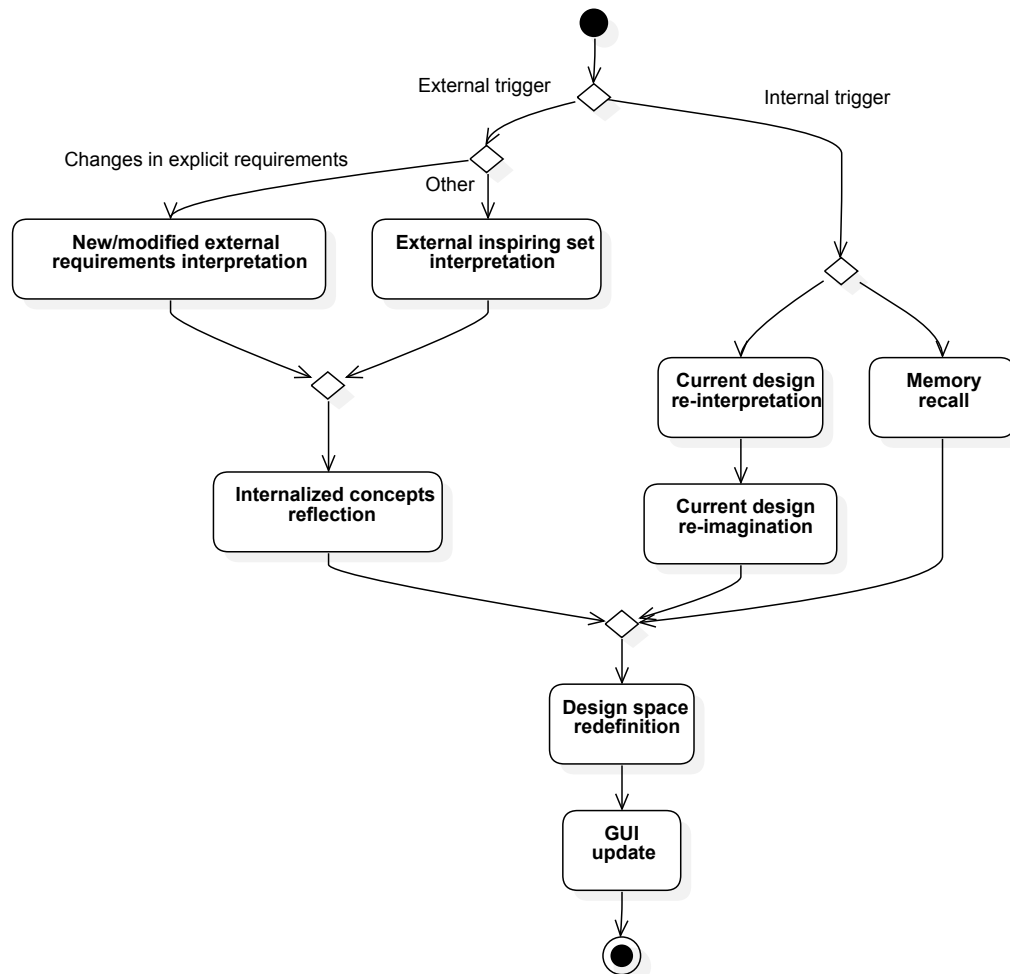 External trigger
Internal trigger
Changes in explicit requirements
Other
New/modified external
requirements interpretation
External inspiring set
interpretation
Current design
re-interpretation
Memory
recall
Internalized concepts
reflection
Current design
re-imagination
Design space
redefinition
GUI
update